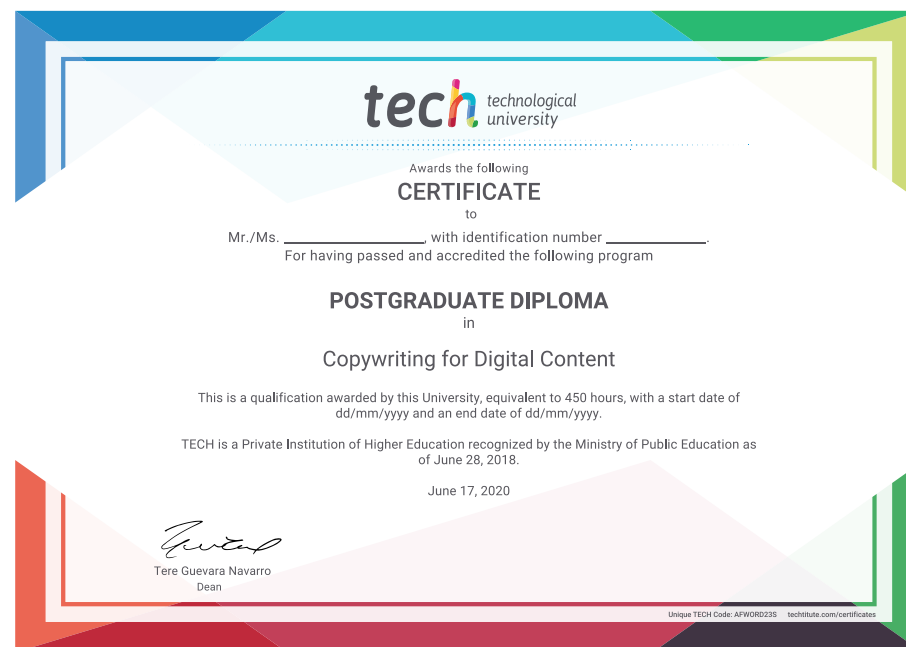 tech technological
university
Awards the following
CERTIFICATE
to
Mr./Ms. ____________________, with identification number ______________.
For having passed and accredited the following program
POSTGRADUATE DIPLOMA
in
Copywriting for Digital Content
This is a qualification awarded by this University, equivalent to 450 hours, with a start date of
dd/mm/yyyy and an end date of dd/mm/yyyy.
TECH is a Private Institution of Higher Education recognized by the Ministry of Public Education as
of June 28, 2018.
June 17, 2020
Tere Guevara Navarro
Dean
Unique TECH Code: AFWORD23S techtitute.com/certificates